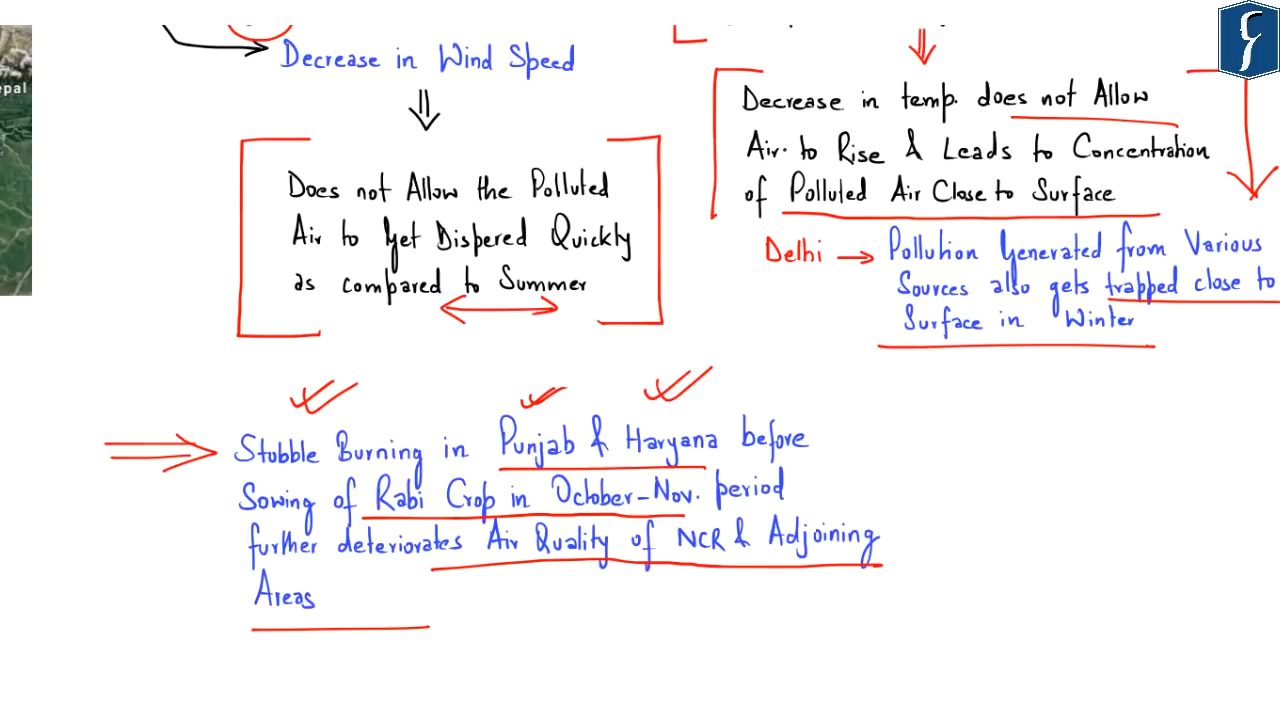 epal
Decrease in Wind Speed
Does not Allow the Polluted
Air to Get Dispered Quickly
as compared to Summer
Decrease in temp. does not Allow
Air. to Rise & Leads to Concentration
of Polluted Air Close to Surface
Delhi → Pollution Generated from Various
Sources also gets trapped close to
Surface in Winter
Stubble Burning in Punjab & Haryana before
Sowing of Rabi Crop in October-Nov. period
further deteriorates Air Quality of NCR & Adjoining
Areas